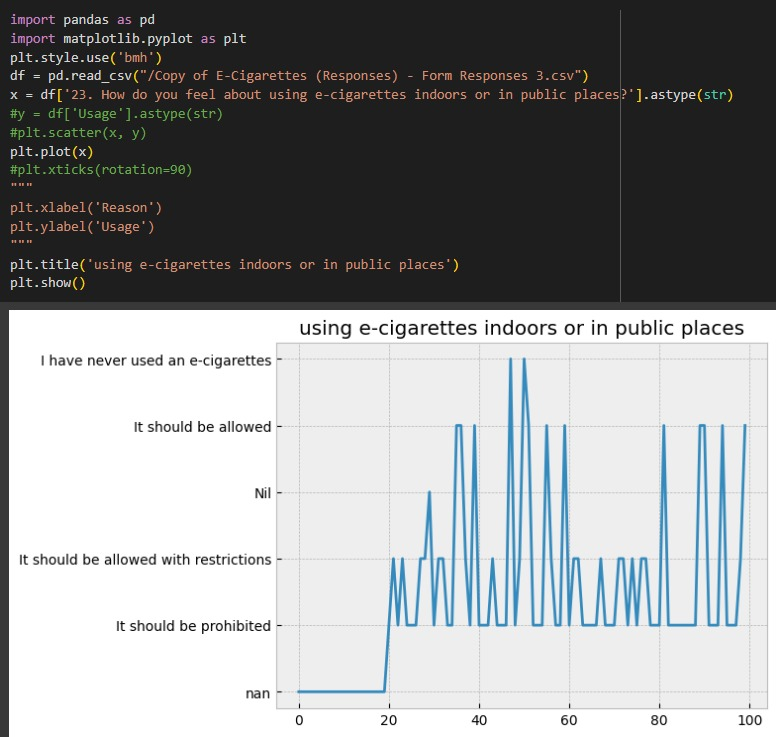 import pandas as pd
import matplotlib.pyplot as plt
plt.style.use('bmh')
df = pd.read_csv("/Copy of E-Cigarettes (Responses) - Form Responses 3.csv")
x = df['23. How do you feel about using e-cigarettes indoors or in public places?'].astype(str)
#y = df['Usage'].astype(str)
#plt.scatter(x, y)
plt.plot(x)
#plt.xticks(rotation=90)
"""
plt.xlabel('Reason')
plt.ylabel('Usage')
"""
plt.title('using e-cigarettes indoors or in public places')
plt.show()
using e-cigarettes indoors or in public places
I have never used an e-cigarettes
It should be allowed
Nil
It should be allowed with restrictions
It should be prohibited
nan
0 20 40 60 80 100